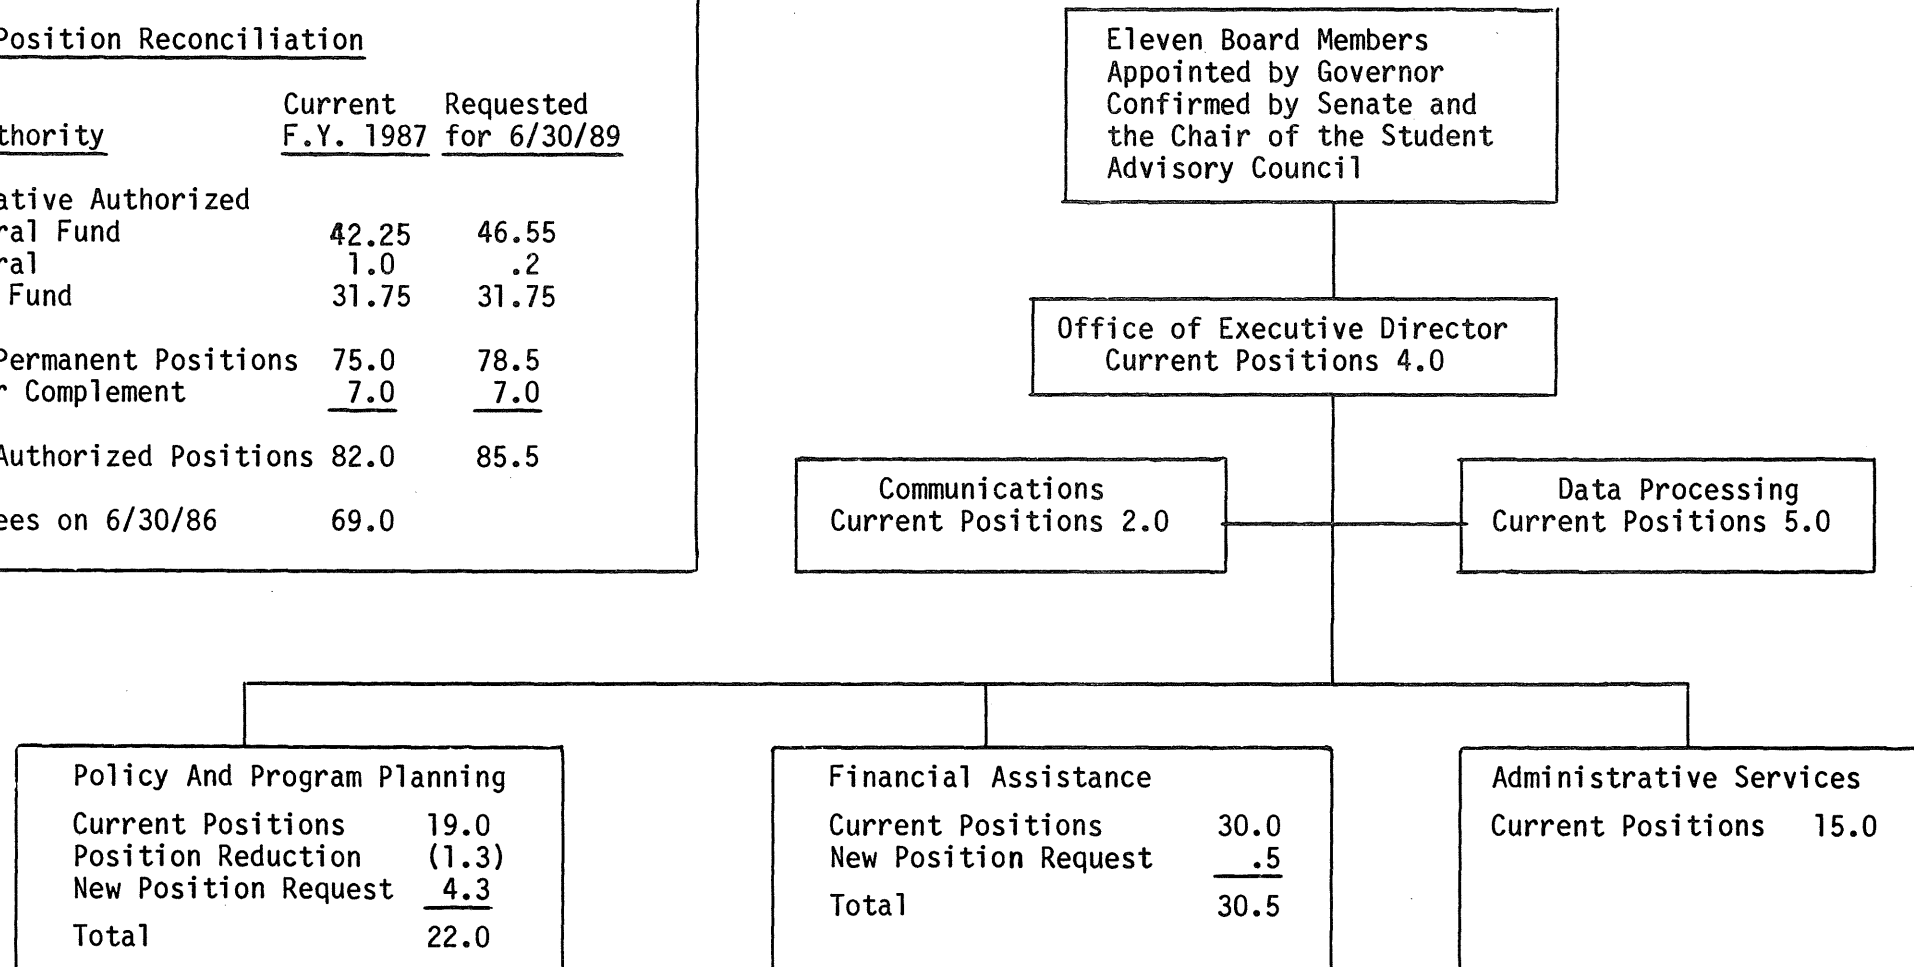 Position Reconciliation
Current Requested
thority F.Y. 1987 for 6/30/89
ative Authorized
ral Fund 42.25 46.55
ral 1.0 .2
Fund 31.75 31.75
Permanent Positions 75.0 78.5
r Complement 7.0 7.0
Authorized Positions 82.0 85.5
ees on 6/30/86 69.0
Eleven Board Members
Appointed by Governor
Confirmed by Senate and
the Chair of the Student
Advisory Council
Office of Executive Director
Current Positions 4.0
Communications
Current Positions 2.0
Data Processing
Current Positions 5.0
Policy And Program Planning
Current Positions 19.0
Position Reduction (1.3)
New Position Request 4.3
Total 22.0
Financial Assistance
Current Positions 30.0
New Position Request .5
Total 30.5
Administrative Services
Current Positions 15.0